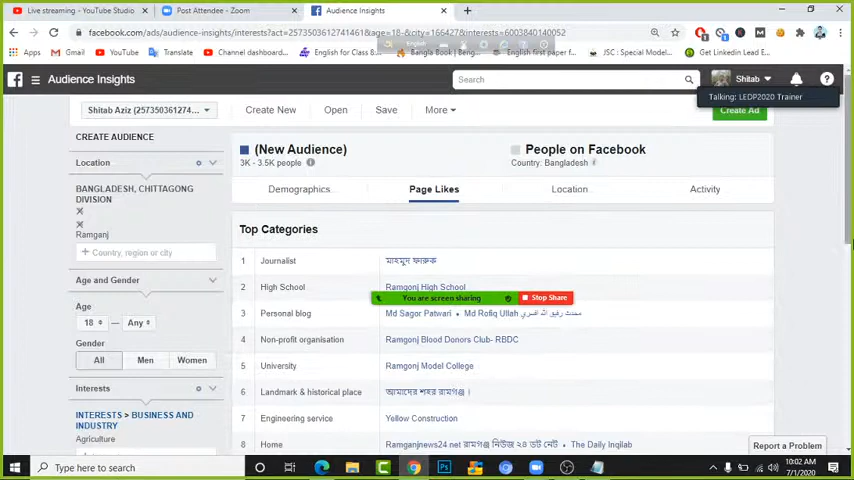 Live streaming - YouTube Studio
Post Attendee - Zoom
Audience Insights
facebook.com/ads/audience-insights/interests?act=2573503612741461&age=18-&city=166427&interests=6003840140052
Apps
Gmail
YouTube
Translate
Channel dashboard...
English for Class...
Bangla Book | Beng...
English first paper f...
JSC : Special Model...
Get Linkedin Lead E...
English
Audience Insights
Search
Shitab
Talking: LEDP2020 Trainer
Shitab Aziz (257350361274...
Create New
Open
Save
More
Create Ad
CREATE AUDIENCE
Location
BANGLADESH, CHITTAGONG
DIVISION
Ramganj
+ Country, region or city
Age and Gender
Age
18 — Any
Gender
All
Men
Women
Interests
INTERESTS > BUSINESS AND
INDUSTRY
Agriculture
(New Audience)
3K - 3.5K people
People on Facebook
Country: Bangladesh
Demographics
Page Likes
Location
Activity
Top Categories
1 Journalist মাহমুদ ফারুক
2 High School Ramgonj High School
You are screen sharing
Stop Share
3 Personal blog Md Sagor Patwari • Md Rofiq Ullah
4 Non-profit organisation Ramgonj Blood Donors Club- RBDC
5 University Ramgonj Model College
6 Landmark & historical place আমাদের শহর রামগঞ্জ ।
7 Engineering service Yellow Construction
8 Home Ramganjnews24.net রামগঞ্জ নিউজ ২৪ ডট নেট • The Daily Inqilab
Report a Problem
Type here to search
10:02 AM
7/1/2020